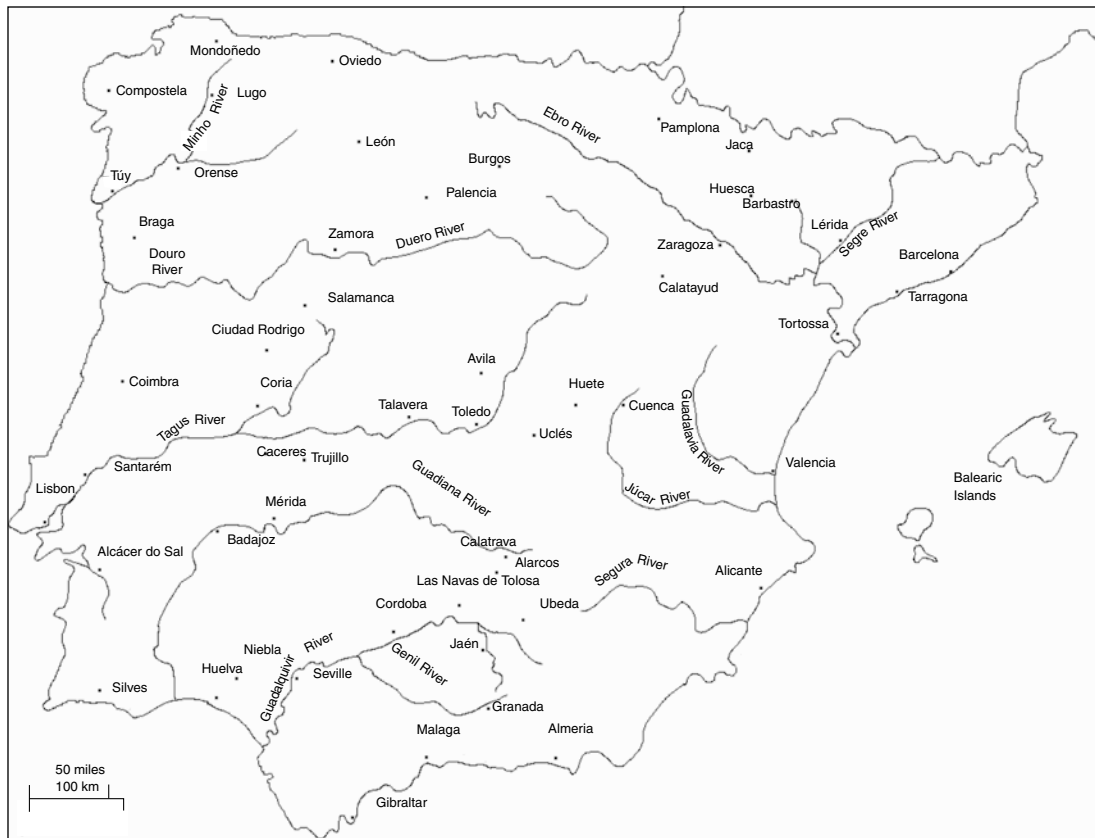 Mondoñedo
Oviedo
Compostela
Lugo
Minho River
Ebro River
Pamplona
León
Jaca
Burgos
Túy
Orense
Huesca
Palencia
Barbastro
Braga
Lérida
Segre River
Zamora
Duero River
Zaragoza
Douro
River
Barcelona
Calatayud
Tarragona
Salamanca
Tortossa
Ciudad Rodrigo
Avila
Coimbra
Coria
Huete
Talavera
Toledo
Cuenca
Guadalavia River
Tagus River
Uclés
Caceres
Trujillo
Santarém
Valencia
Guadiana River
Balearic
Islands
Lisbon
Júcar River
Mérida
Badajoz
Calatrava
Alcácer do Sal
Alarcos
Las Navas de Tolosa
Segura River
Alicante
Cordoba
Ubeda
Niebla
Guadalquivir River
Jaén
Genil River
Huelva
Seville
Silves
Granada
Malaga
Almeria
50 miles
100 km
Gibraltar